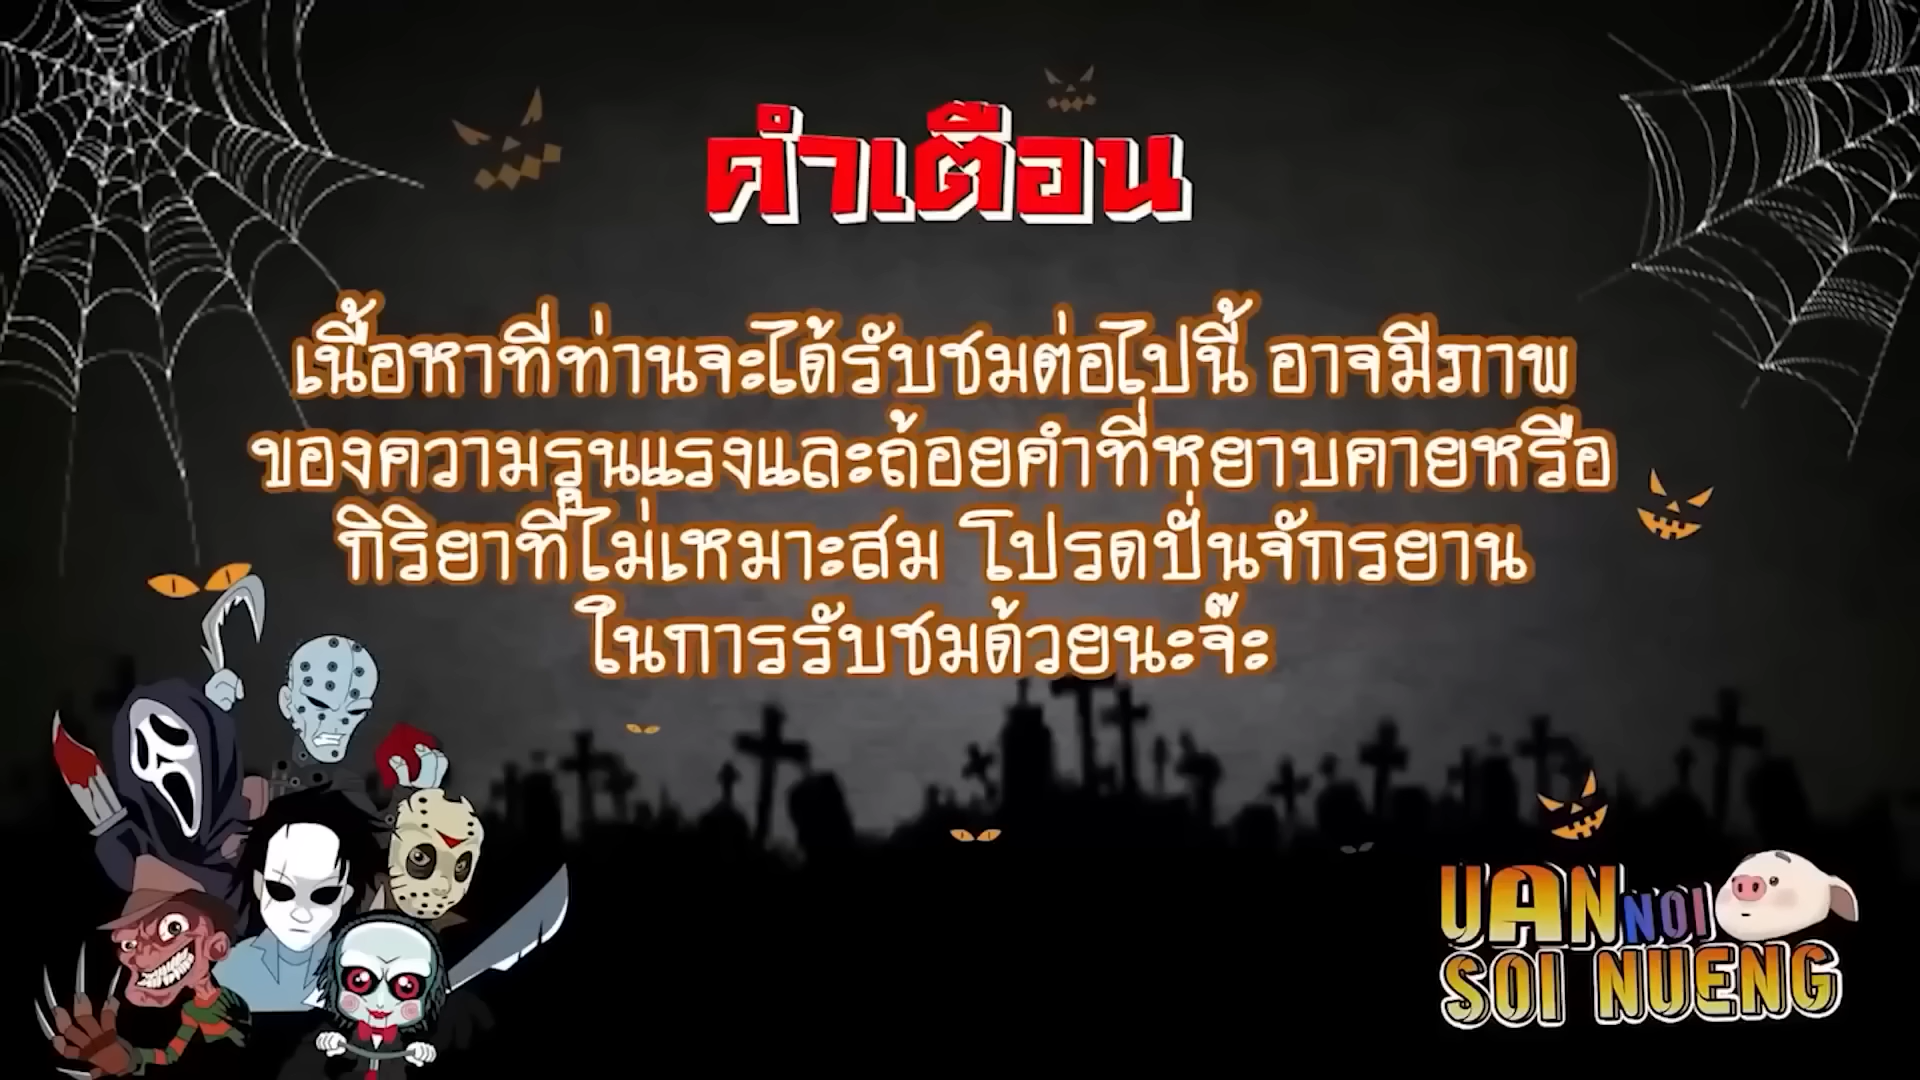 คำเตือน
เนื้อหาที่ท่านจะได้รับชมต่อไปนี้ อาจมีภาพ
ของความรุนแรงและถ้อยคำที่หยาบคายหรือ
กิริยาที่ไม่เหมาะสม โปรดปั่นจักรยาน
ในการรับชมด้วยนะจ๊ะ
UAN NOI
SOI NUENG